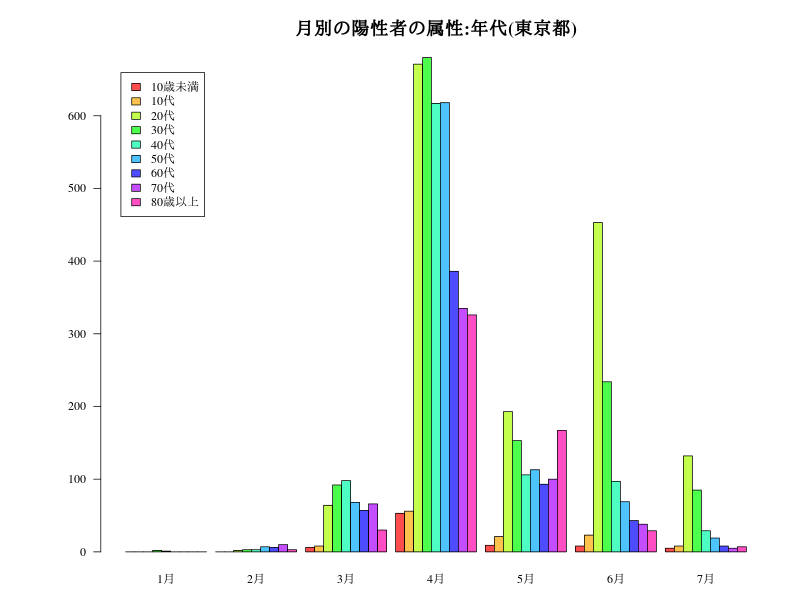 月別の陽性者の属性:年代(東京都)
10歳未満
10代
20代
30代
40代
50代
60代
70代
80歳以上
600
500
400
300
200
100
0
1月 2月 3月 4月 5月 6月 7月